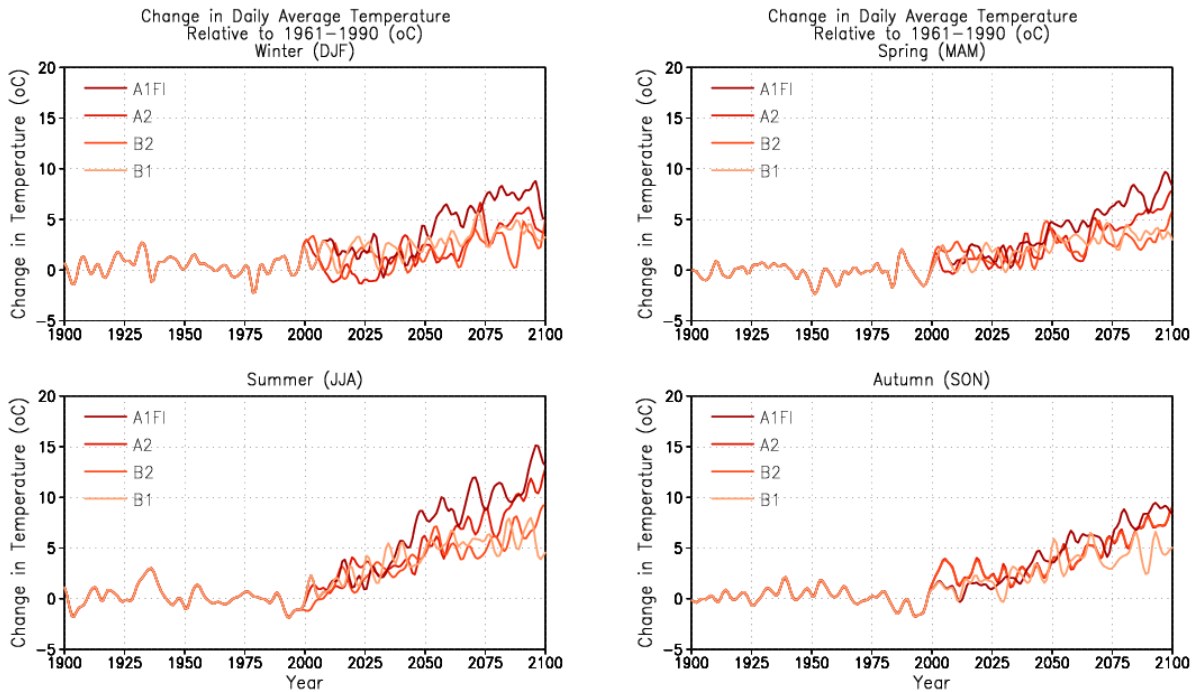 Change in Daily Average Temperature
Relative to 1961-1990 (oC)
Winter (DJF)
Change in Temperature (oC)
20
15
10
5
0
-5
A1FI
A2
B2
B1
1900 1925 1950 1975 2000 2025 2050 2075 2100
Change in Daily Average Temperature
Relative to 1961-1990 (oC)
Spring (MAM)
Change in Temperature (oC)
20
15
10
5
0
-5
A1FI
A2
B2
B1
1900 1925 1950 1975 2000 2025 2050 2075 2100
Summer (JJA)
Change in Temperature (oC)
20
15
10
5
0
-5
A1FI
A2
B2
B1
1900 1925 1950 1975 2000 2025 2050 2075 2100
Year
Autumn (SON)
Change in Temperature (oC)
20
15
10
5
0
-5
A1FI
A2
B2
B1
1900 1925 1950 1975 2000 2025 2050 2075 2100
Year